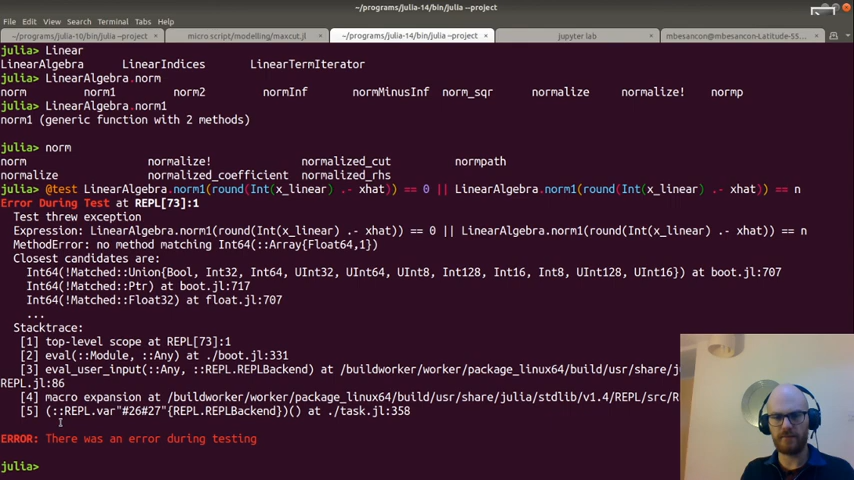 ~/programs/julia-14/bin/julia --project
File Edit View Search Terminal Tabs Help
~/programs/julia-10/bin/julia --project × micro script/modelling/maxcut.jl × ~/programs/julia-14/bin/julia --project × jupyter lab × mbesancon@mbesancon-Latitude-55... ×
julia> Linear
LinearAlgebra LinearIndices LinearTermIterator
julia> LinearAlgebra.norm
norm norm1 norm2 normInf normMinusInf norm_sqr normalize normalize! normp
julia> LinearAlgebra.norm1
norm1 (generic function with 2 methods)
julia> norm
norm normalize! normalized_cut normpath
normalize normalized_coefficient normalized_rhs
julia> @test LinearAlgebra.norm1(round(Int(x_linear) .- xhat)) == 0 || LinearAlgebra.norm1(round(Int(x_linear) .- xhat)) == n
Error During Test at REPL[73]:1
Test threw exception
Expression: LinearAlgebra.norm1(round(Int(x_linear) .- xhat)) == 0 || LinearAlgebra.norm1(round(Int(x_linear) .- xhat)) == n
MethodError: no method matching Int64(::Array{Float64,1})
Closest candidates are:
Int64(!Matched::Union{Bool, Int32, Int64, UInt32, UInt64, UInt8, Int128, Int16, Int8, UInt128, UInt16}) at boot.jl:707
Int64(!Matched::Ptr) at boot.jl:717
Int64(!Matched::Float32) at float.jl:707
...
Stacktrace:
[1] top-level scope at REPL[73]:1
[2] eval(::Module, ::Any) at ./boot.jl:331
[3] eval_user_input(::Any, ::REPL.REPLBackend) at /buildworker/worker/package_linux64/build/usr/share/j
REPL.jl:86
[4] macro expansion at /buildworker/worker/package_linux64/build/usr/share/julia/stdlib/v1.4/REPL/src/R
[5] (::REPL.var"#26#27"{REPL.REPLBackend})() at ./task.jl:358
ERROR: There was an error during testing
julia>